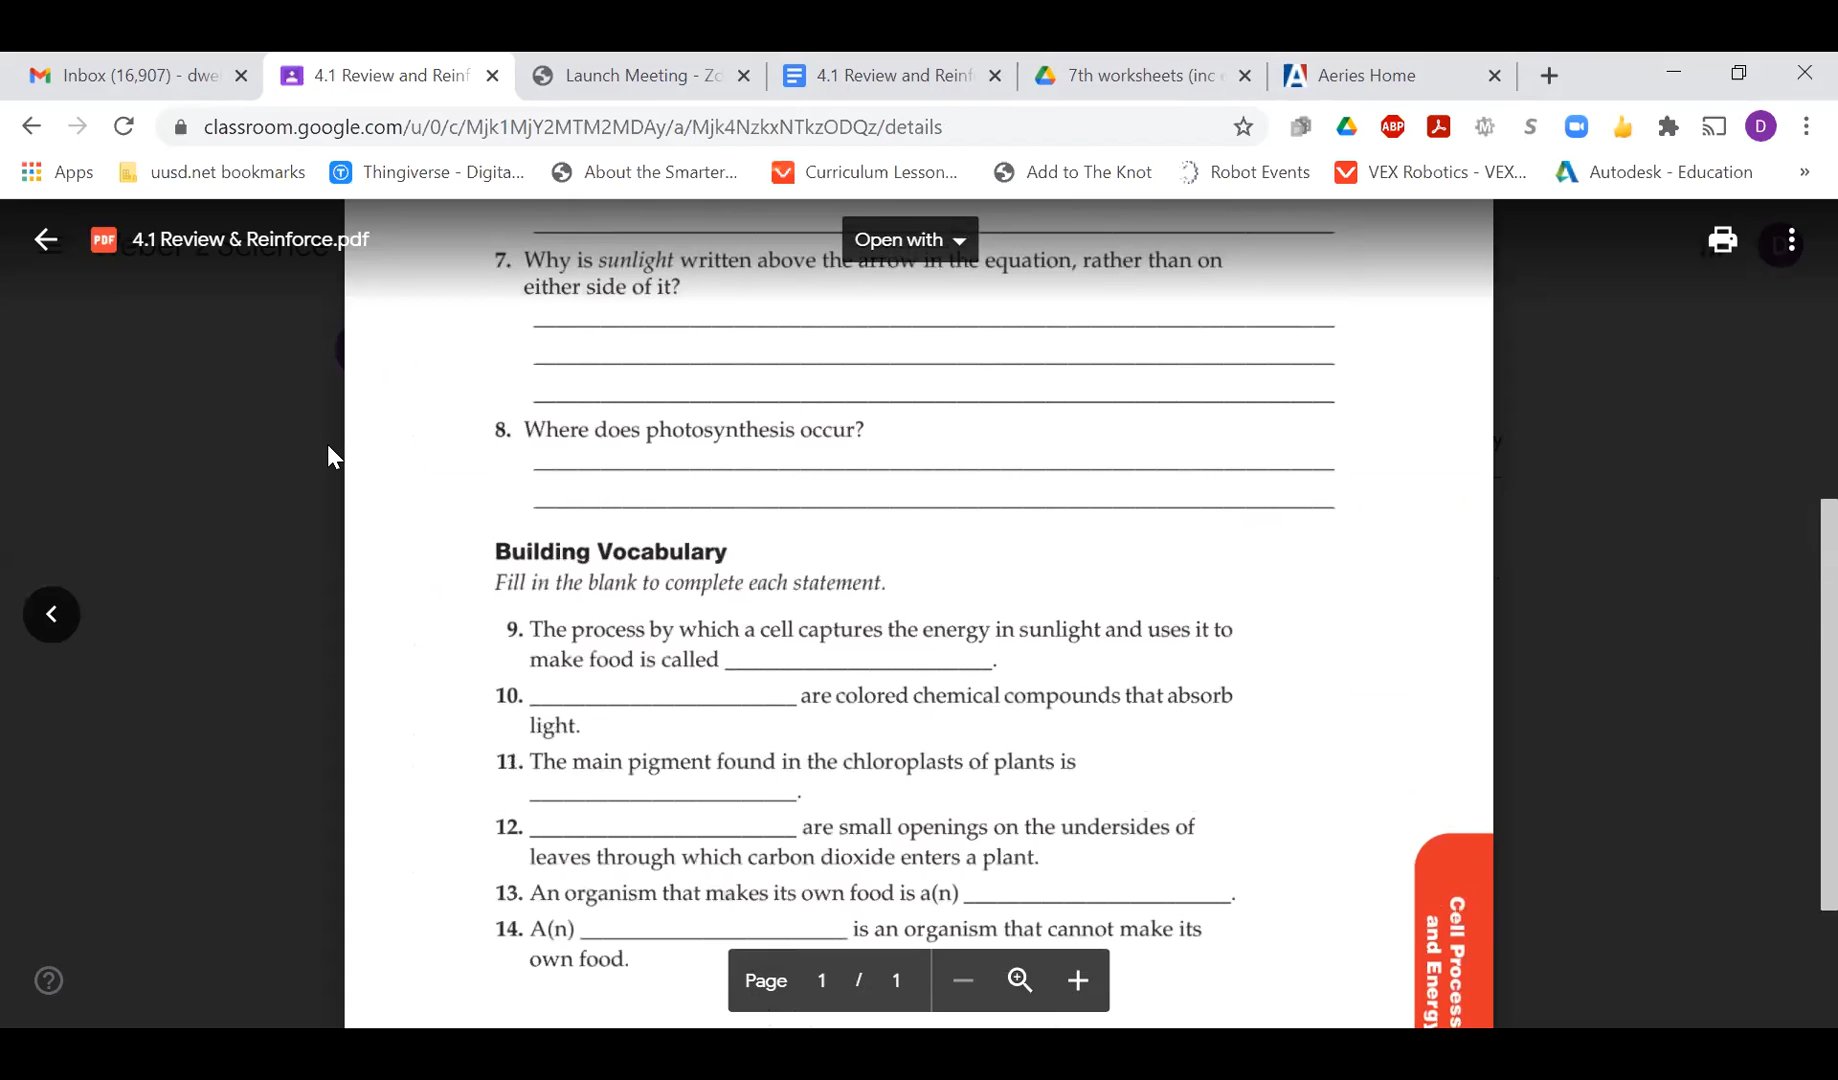 Inbox (16,907) - dwe
4.1 Review and Reinf
Launch Meeting - Zo
4.1 Review and Reinf
7th worksheets (inc e
Aeries Home
classroom.google.com/u/0/c/Mjk1MjY2MTM2MDAy/a/Mjk4NzkxNTkzODQz/details
ABP
D
Apps
uusd.net bookmarks
Thingiverse - Digita...
About the Smarter...
Curriculum Lesson...
Add to The Knot
Robot Events
VEX Robotics - VEX...
Autodesk - Education
»
PDF
4.1 Review & Reinforce.pdf
Open with
7. Why is sunlight written above the arrow in the equation, rather than on
either side of it?
8. Where does photosynthesis occur?
Building Vocabulary
Fill in the blank to complete each statement.
9. The process by which a cell captures the energy in sunlight and uses it to
make food is called ____________________.
10. ____________________ are colored chemical compounds that absorb
light.
11. The main pigment found in the chloroplasts of plants is
____________________.
12. ____________________ are small openings on the undersides of
leaves through which carbon dioxide enters a plant.
13. An organism that makes its own food is a(n) ____________________.
14. A(n) ____________________ is an organism that cannot make its
own food.
Cell Process
and Energy
Page 1 / 1